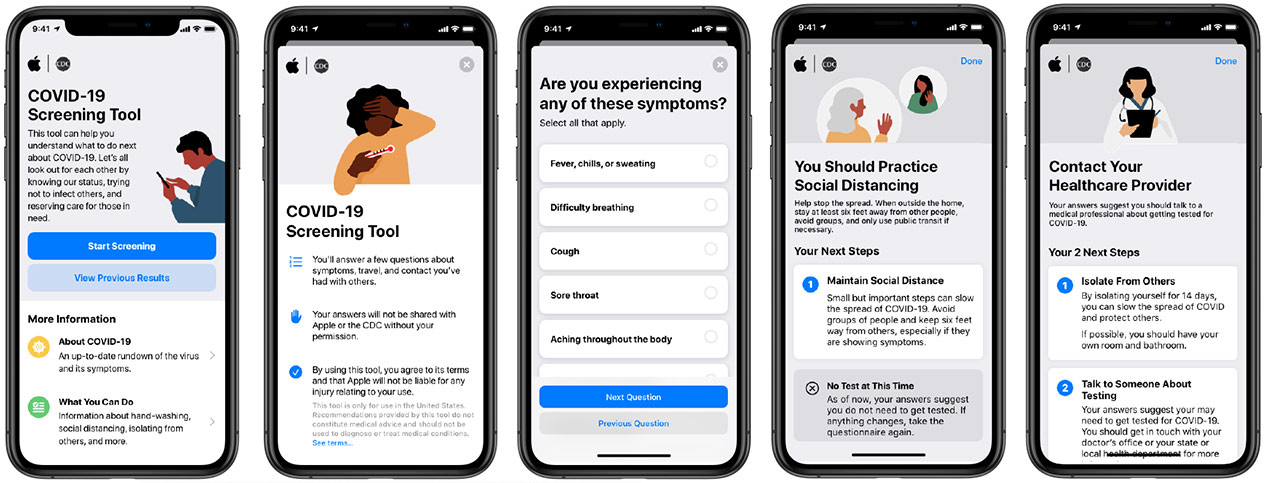 9:41
CDC
COVID-19
Screening Tool
This tool can help you
understand what to do next
about COVID-19. Let's all
look out for each other by
knowing our status, trying
not to infect others, and
reserving care for those in
need.
Start Screening
View Previous Results
More Information
About COVID-19
An up-to-date rundown of the virus
and its symptoms.
What You Can Do
Information about hand-washing,
social distancing, isolating from
others, and more.
9:41
CDC
COVID-19
Screening Tool
You'll answer a few questions about
symptoms, travel, and contact you've
had with others.
Your answers will not be shared with
Apple or the CDC without your
permission.
By using this tool, you agree to its terms
and that Apple will not be liable for any
injury relating to your use.
This tool is only for use in the United States.
Recommendations provided by this tool do not
constitute medical advice and should not be
used to diagnose or treat medical conditions.
See terms...
9:41
Are you experiencing
any of these symptoms?
Select all that apply.
Fever, chills, or sweating
Difficulty breathing
Cough
Sore throat
Aching throughout the body
Next Question
Previous Question
9:41
CDC
Done
You Should Practice
Social Distancing
Help stop the spread. When outside the home,
stay at least six feet away from other people,
avoid groups, and only use public transit if
necessary.
Your Next Steps
1
Maintain Social Distance
Small but important steps can slow
the spread of COVID-19. Avoid
groups of people and keep six feet
way from others, especially if they
are showing symptoms.
No Test at This Time
As of now, your answers suggest
you do not need to get tested. If
anything changes, take the
questionnaire again.
9:41
CDC
Done
Contact Your
Healthcare Provider
Your answers suggest you should talk to a
medical professional about getting tested for
COVID-19.
Your 2 Next Steps
1
Isolate From Others
By isolating yourself for 14 days,
you can slow the spread of COVID
and protect others.
If possible, you should have your
own room and bathroom.
2
Talk to Someone About
Testing
Your answers suggest your may
need to get tested for COVID-19.
You should get in touch with your
doctor's office or your state or
local health department for more